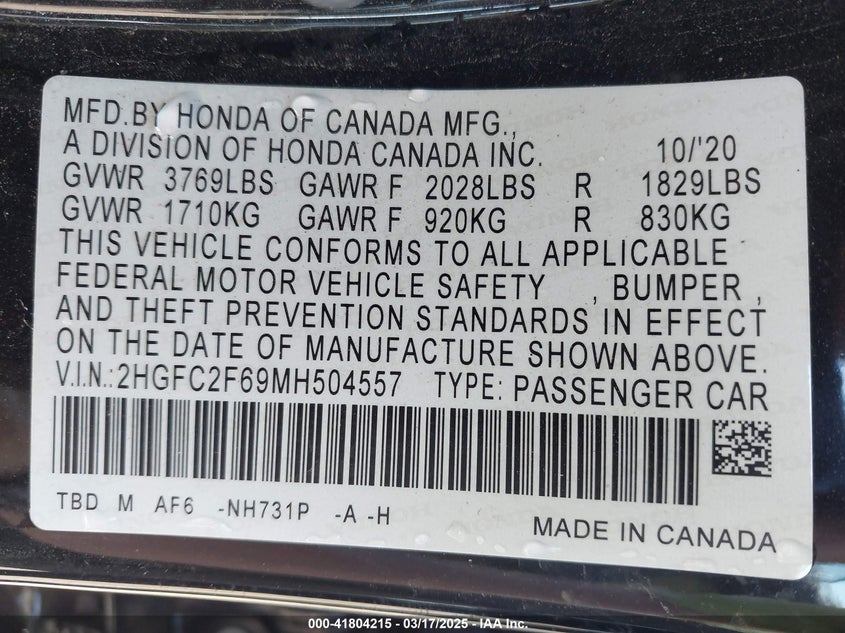 MFD.BY HONDA OF CANADA MFG.,
A DIVISION OF HONDA CANADA INC. 10/'20
GVWR 3769LBS GAWR F 2028LBS R 1829LBS
GVWR 1710KG GAWR F 920KG R 830KG
THIS VEHICLE CONFORMS TO ALL APPLICABLE
FEDERAL MOTOR VEHICLE SAFETY , BUMPER ,
AND THEFT PREVENTION STANDARDS IN EFFECT
ON THE DATE OF MANUFACTURE SHOWN ABOVE.
V.I.N.: 2HGFC2F69MH504557 TYPE: PASSENGER CAR
TBD M AF6 -NH731P -A -H
MADE IN CANADA
000-41804215 - 03/17/2025 - IAA Inc.